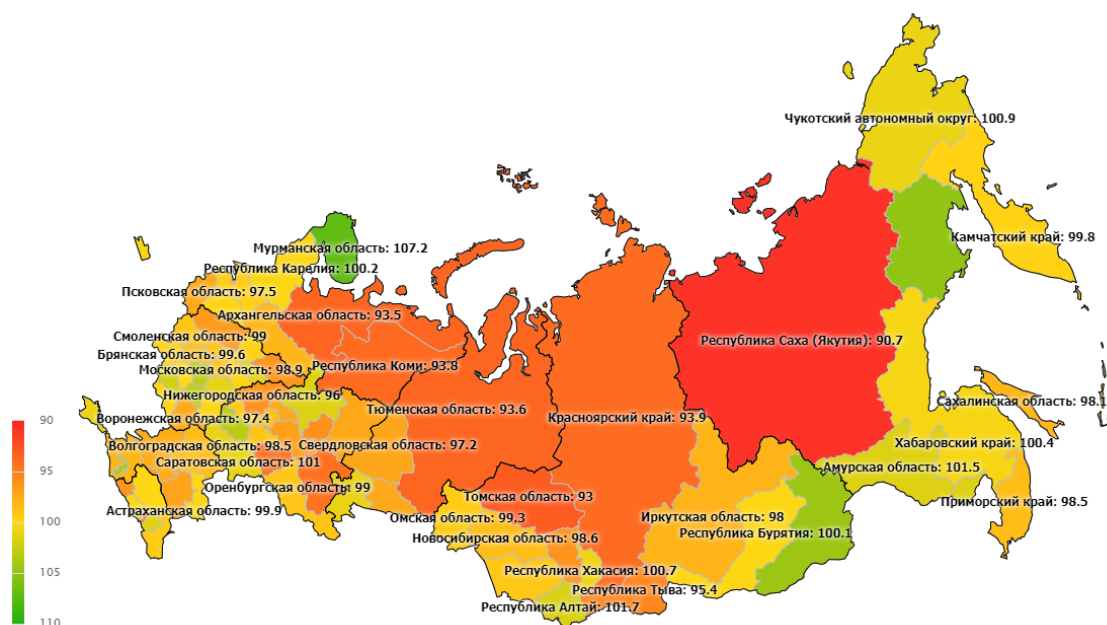 Чукотский автономный округ: 100.9
Камчатский край: 99.8
Мурманская область: 107.2
Республика Карелия: 100.2
Псковская область: 97.5
Архангельская область: 93.5
Смоленская область: 99
Республика Саха (Якутия): 90.7
Брянская область: 99.6
Московская область: 98.9
Республика Коми: 93.8
Нижегородская область: 96
Сахалинская область: 98.1
Тюменская область: 93.6
Красноярский край: 93.9
Воронежская область: 97.4
90
Волгоградская область: 98.5
Свердловская область: 97.2
Хабаровский край: 100.4
Саратовская область: 101
Амурская область: 101.5
95
Оренбургская область: 99
Томская область: 93
Приморский край: 98.5
Астраханская область: 99.9
Омская область: 99.3
Иркутская область: 98
100
Новосибирская область: 98.6
Республика Бурятия: 100.1
Республика Хакасия: 100.7
105
Республика Тыва: 95.4
Республика Алтай: 101.7
110